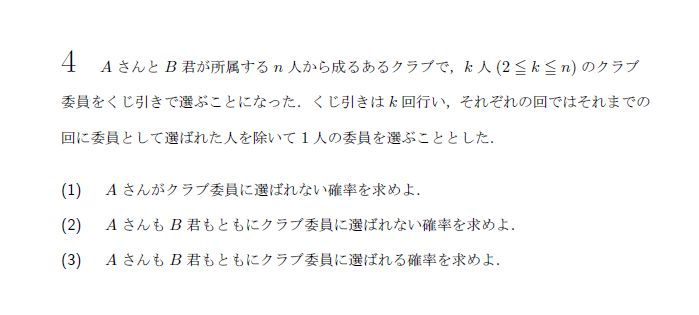 4 A さんと B 君が所属する n 人から成るあるクラブで，k 人 (2 ≦ k ≦ n) のクラブ
委員をくじ引きで選ぶことになった．くじ引きは k 回行い，それぞれの回ではそれまでの
回に委員として選ばれた人を除いて 1 人の委員を選ぶこととした．
(1) A さんがクラブ委員に選ばれない確率を求めよ．
(2) A さんも B 君もともにクラブ委員に選ばれない確率を求めよ．
(3) A さんも B 君もともにクラブ委員に選ばれる確率を求めよ．